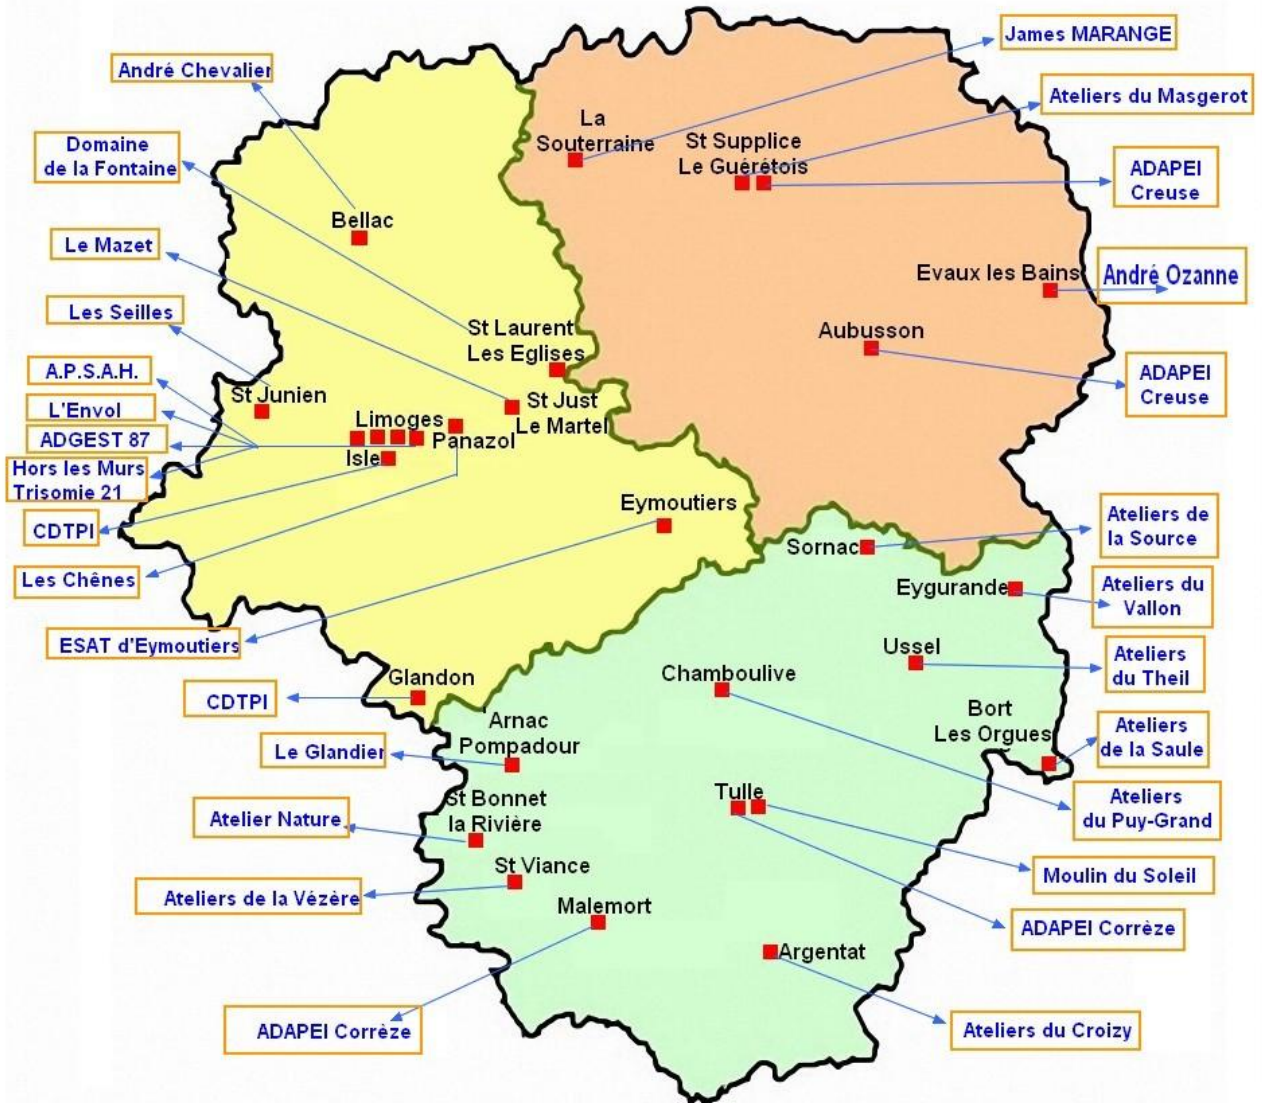 James MARANGE
André Chevalier
Ateliers du Masgerot
La
Souterraine
St Supplice
Le Guérétois
Domaine
de la Fontaine
ADAPEI
Creuse
Bellac
Le Mazet
Evaux les Bains
André Ozanne
Les Seilles
St Laurent
Les Eglises
Aubusson
A.P.S.A.H.
ADAPEI
Creuse
St Junien
L'Envol
St Just
Le Martel
Limoges
ADGEST 87
Panazol
Isle
Hors les Murs
Trisomie 21
Eymoutiers
CDTPI
Ateliers de
la Source
Sornac
Les Chênes
Eygurande
Ateliers du
Vallon
ESAT d'Eymoutiers
Ussel
Ateliers
du Theil
Glandon
Chamboulive
CDTPI
Arnac
Pompadour
Bort
Les Orgues
Ateliers
de la Saule
Le Glandier
Tulle
St Bonnet
la Rivière
Ateliers
du Puy-Grand
Atelier Nature
St Viance
Moulin du Soleil
Ateliers de la Vézère
Malemort
ADAPEI Corrèze
Argentat
ADAPEI Corrèze
Ateliers du Croizy